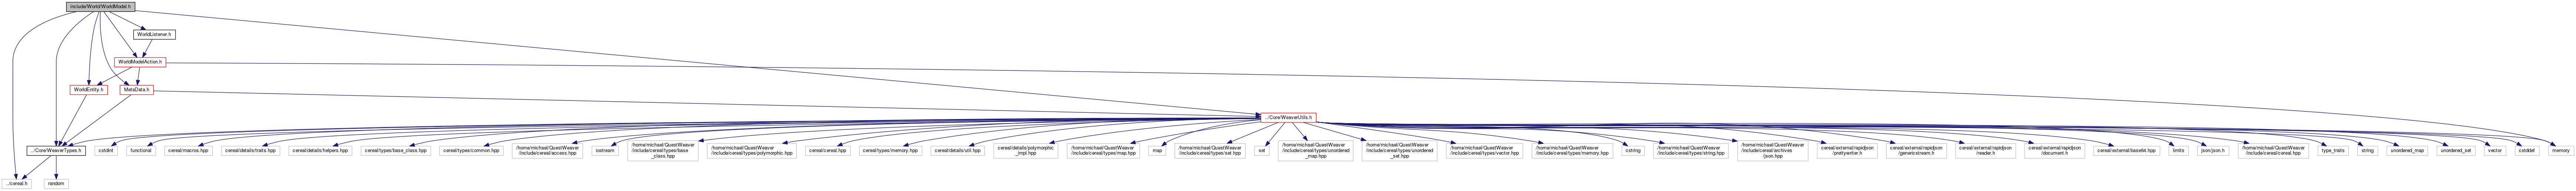 include/World/WorldModel.h
WorldListener.h
WorldModelAction.h
WorldEntity.h
MetaData.h
../Core/WeaverUtils.h
../Core/WeaverTypes.h
cstdint
functional
cereal/macros.hpp
cereal/details/traits.hpp
cereal/details/helpers.hpp
cereal/types/base_class.hpp
cereal/types/common.hpp
/home/michael/QuestWeaver
/include/cereal/access.hpp
iostream
/home/michael/QuestWeaver
/include/cereal/types/base
_class.hpp
/home/michael/QuestWeaver
/include/cereal/types/polymorphic.hpp
cereal/cereal.hpp
cereal/types/memory.hpp
cereal/details/util.hpp
cereal/details/polymorphic
_impl.hpp
/home/michael/QuestWeaver
/include/cereal/types/map.hpp
map
/home/michael/QuestWeaver
/include/cereal/types/set.hpp
set
/home/michael/QuestWeaver
/include/cereal/types/unordered
_map.hpp
/home/michael/QuestWeaver
/include/cereal/types/unordered
_set.hpp
/home/michael/QuestWeaver
/include/cereal/types/vector.hpp
/home/michael/QuestWeaver
/include/cereal/types/memory.hpp
cstring
/home/michael/QuestWeaver
/include/cereal/types/string.hpp
/home/michael/QuestWeaver
/include/cereal/archives
/json.hpp
cereal/external/rapidjson
/prettywriter.h
cereal/external/rapidjson
/genericstream.h
cereal/external/rapidjson
/reader.h
cereal/external/rapidjson
/document.h
cereal/external/base64.hpp
limits
json/json.h
/home/michael/QuestWeaver
/include/cereal/cereal.hpp
type_traits
string
unordered_map
unordered_set
vector
cstddef
memory
../cereal.h
random